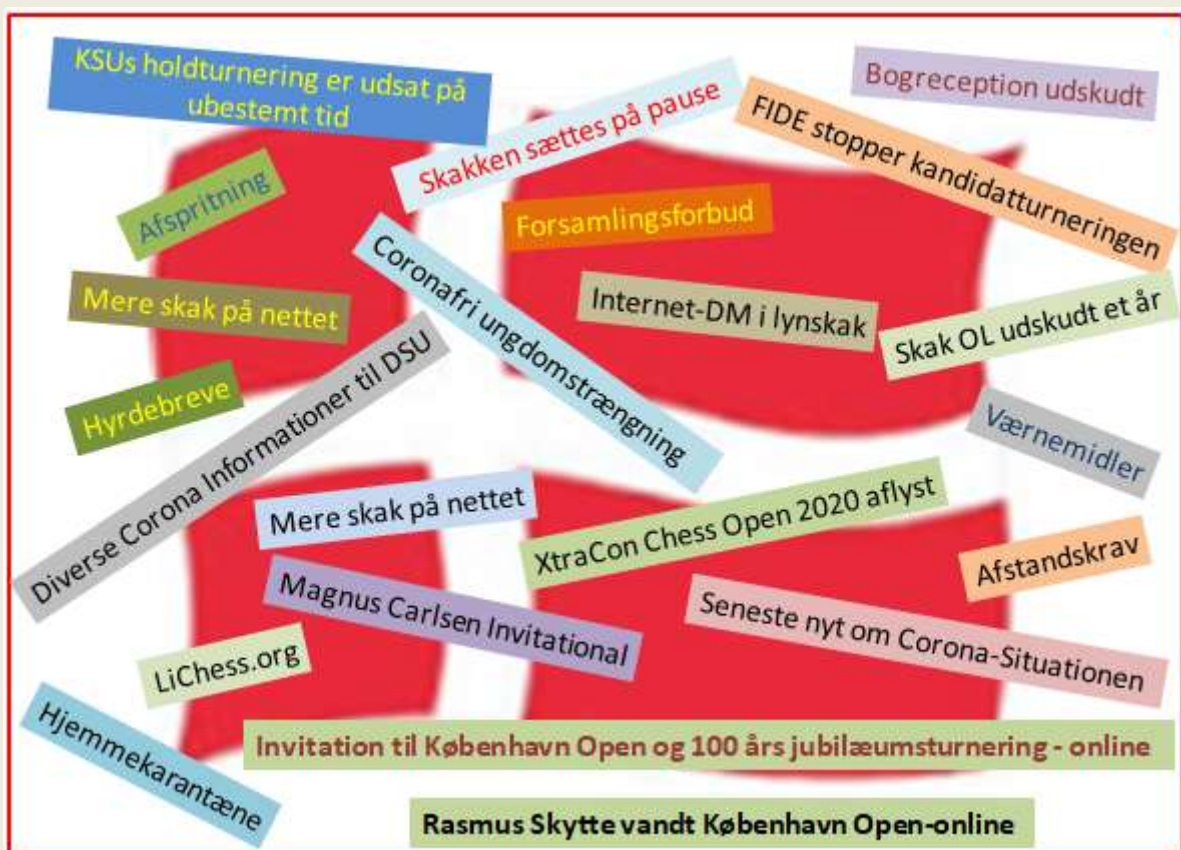 KSUs holdturnering er udsat på
ubestemt tid
Skakken sættes på pause
Bogreception udskudt
FIDE stopper kandidatturneringen
Afspritning
Forsamlingsforbud
Coronafri ungdomstrængning
Mere skak på nettet
Internet-DM i lynskak
Skak OL udskudt et år
Hyrdebreve
Diverse Corona Informationer til DSU
Værnemidler
Mere skak på nettet
XtraCon Chess Open 2020 aflyst
Afstandskrav
Magnus Carlsen Invitational
Seneste nyt om Corona-Situationen
LiChess.org
Hjemmekarantæne
Invitation til København Open og 100 års jubilæumsturnering - online
Rasmus Skytte vandt København Open-online